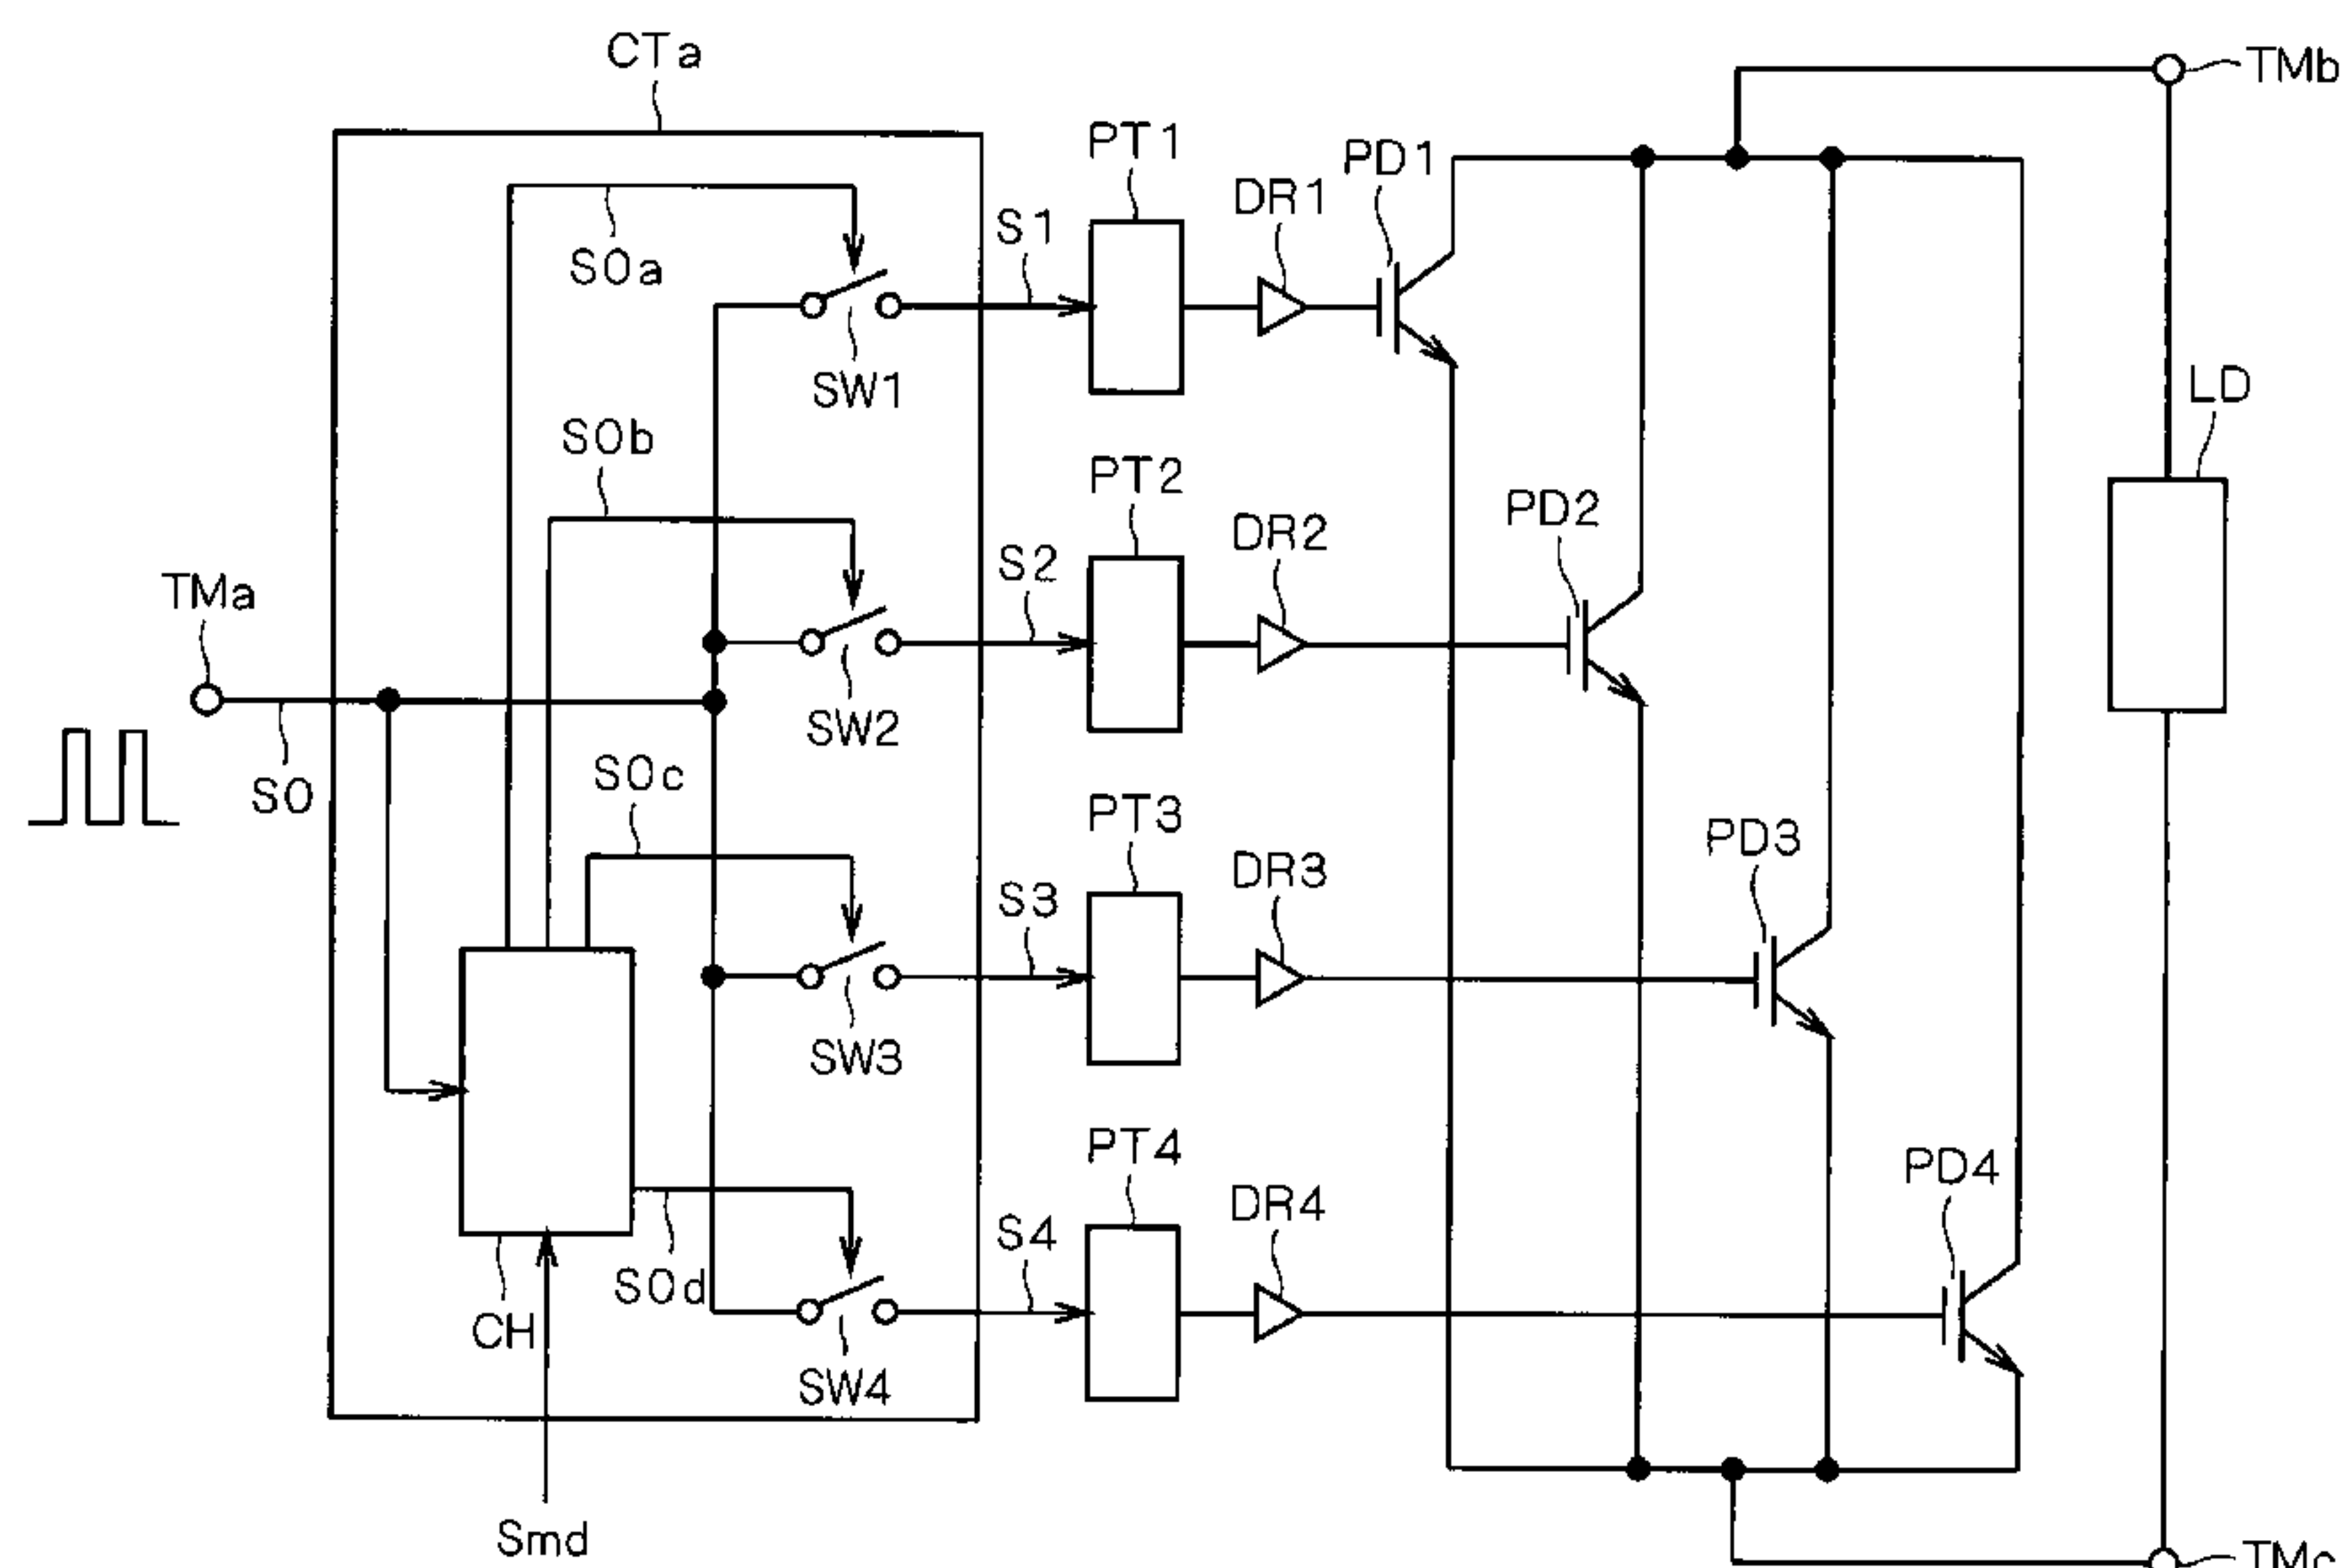 CTa
TMb
PT1
PD1
DR1
S1
S0a
SW1
LD
S0b
PT2
PD2
DR2
S2
TMa
SW2
S0c
S0
PT3
PD3
DR3
S3
SW3
PT4
PD4
DR4
S4
S0d
CH
SW4
Smd
TMc